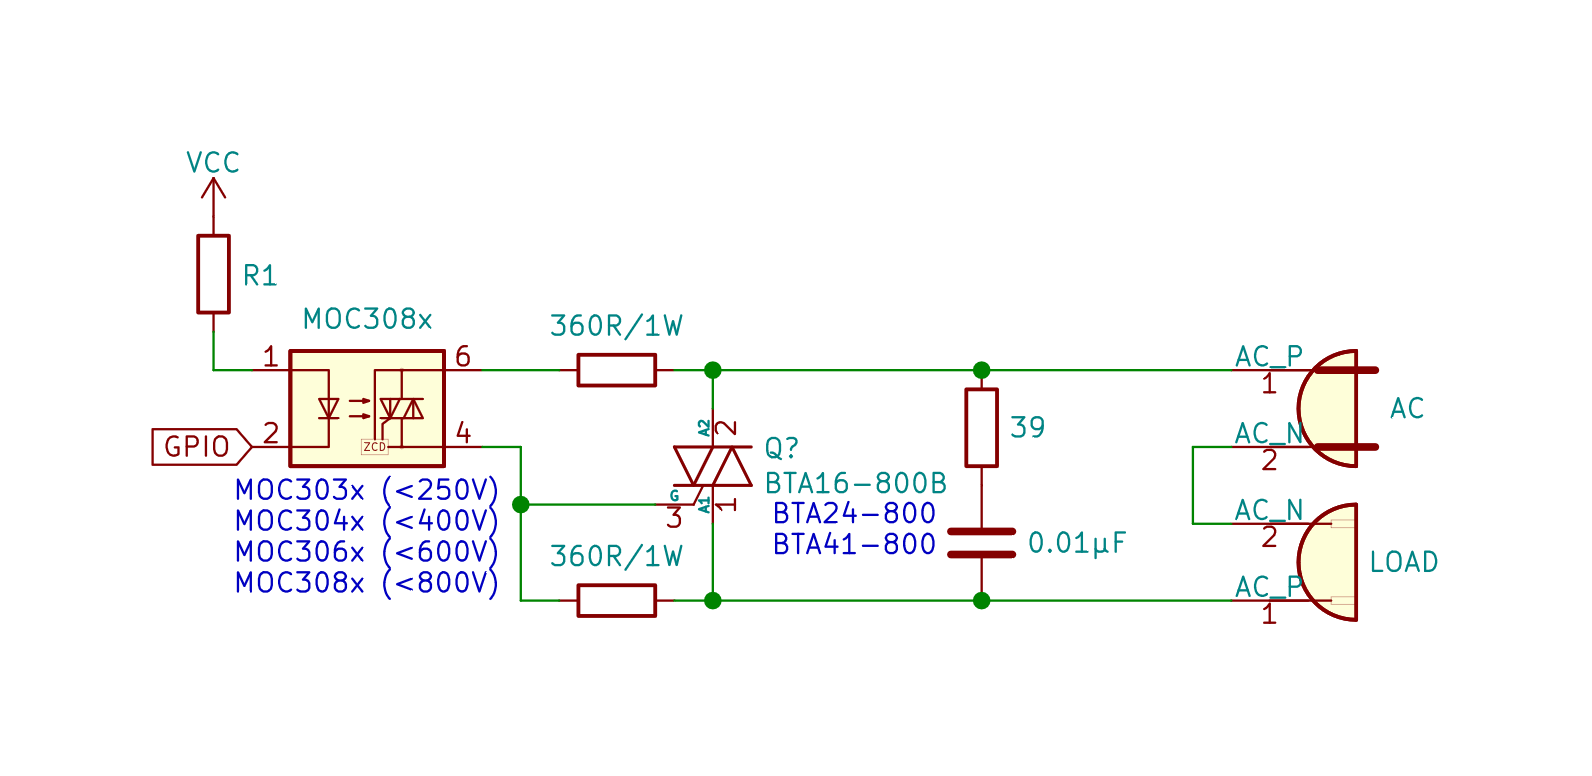 VCC
R1
MOC308x
1
6
2
4
GPIO
ZCD
MOC303x (<250V)
MOC304x (<400V)
MOC306x (<600V)
MOC308x (<800V)
360R/1W
A2
2
G
3
A1
1
Q?
BTA16-800B
BTA24-800
BTA41-800
360R/1W
39
0.01µF
AC_P
1
AC_N
2
AC
AC_N
2
AC_P
1
LOAD